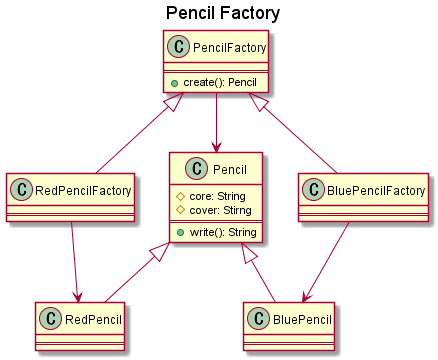 Pencil Factory
C PencilFactory
create(): Pencil
C RedPencilFactory
C Pencil
core: String
cover: Stirng
write(): String
C BluePencilFactory
C RedPencil
C BluePencil